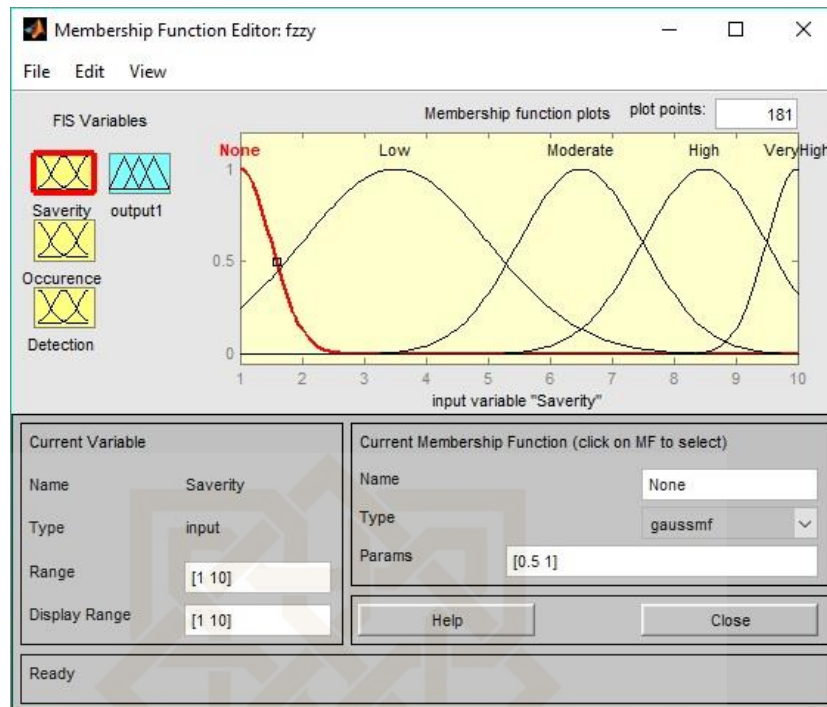 Membership Function Editor: fzzy
File Edit View
FIS Variables
Membership function plots plot points: 181
None Low Moderate High VeryHigh
1
0.5
0
1 2 3 4 5 6 7 8 9 10
input variable "Saverity"
Saverity output1
Occurence
Detection
Current Variable
Name Saverity
Type input
Range [1 10]
Display Range [1 10]
Current Membership Function (click on MF to select)
Name None
Type gaussmf
Params [0.5 1]
Help Close
Ready